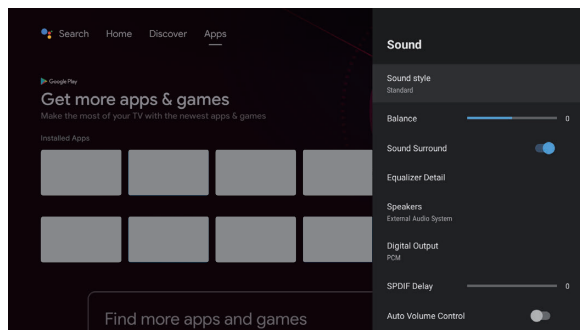 Search Home Discover Apps
Google Play
Get more apps & games
Make the most of your TV with the newest apps & games
Installed Apps
Find more apps and games
Sound
Sound style
Standard
Balance 0
Sound Surround
Equalizer Detail
Speakers
External Audio System
Digital Output
PCM
SPDIF Delay 0
Auto Volume Control